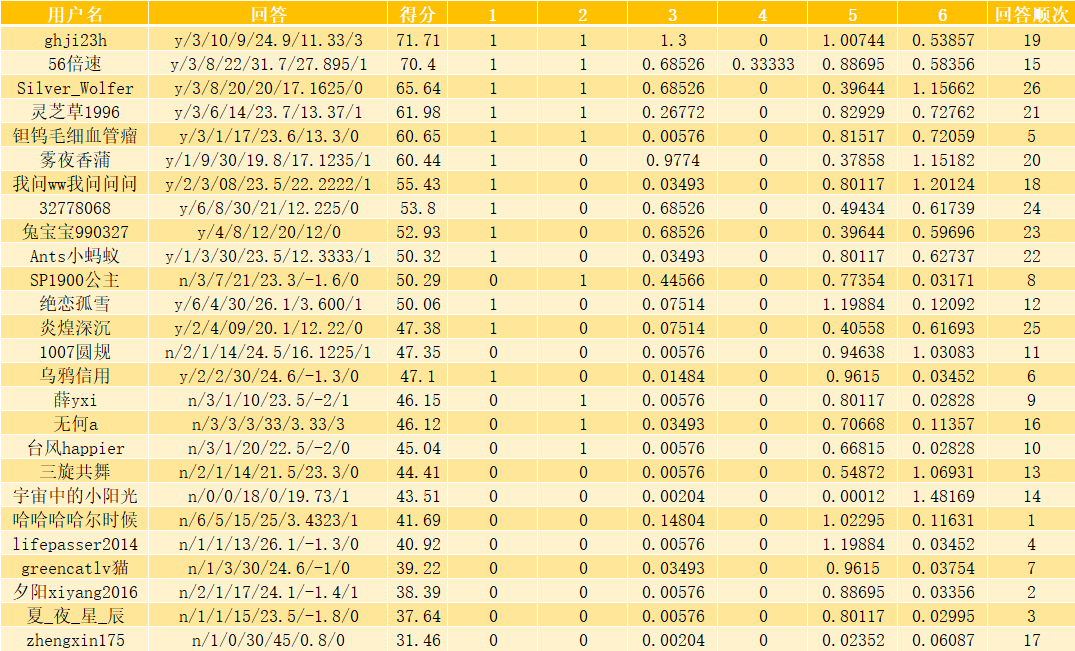 用户名 回答 得分 1 2 3 4 5 6 回答顺次
ghji23h y/3/10/9/24.9/11.33/3 71.71 1 1 1.3 0 1.00744 0.53857 19
56倍速 y/3/8/22/31.7/27.895/1 70.4 1 1 0.68526 0.33333 0.88695 0.58356 15
Silver_Wolfer y/3/8/20/20/17.1625/0 65.64 1 1 0.68526 0 0.39644 1.15662 26
灵芝草1996 y/3/6/14/23.7/13.37/1 61.98 1 1 0.26772 0 0.82929 0.72762 21
钽钨毛细血管瘤 y/3/1/17/23.6/13.3/0 60.65 1 1 0.00576 0 0.81517 0.72059 5
雾夜香蒲 y/1/9/30/19.8/17.1235/1 60.44 1 0 0.9774 0 0.37858 1.15182 20
我问ww我问问问 y/2/3/08/23.5/22.2222/1 55.43 1 0 0.03493 0 0.80117 1.20124 18
32778068 y/6/8/30/21/12.225/0 53.8 1 0 0.68526 0 0.49434 0.61739 24
兔宝宝990327 y/4/8/12/20/12/0 52.93 1 0 0.68526 0 0.39644 0.59696 23
Ants小蚂蚁 y/1/3/30/23.5/12.3333/1 50.32 1 0 0.03493 0 0.80117 0.62737 22
SP1900公主 n/3/7/21/23.3/-1.6/0 50.29 0 1 0.44566 0 0.77354 0.03171 8
绝恋孤雪 y/6/4/30/26.1/3.600/1 50.06 1 0 0.07514 0 1.19884 0.12092 12
炎煌深沉 y/2/4/09/20.1/12.22/0 47.38 1 0 0.07514 0 0.40558 0.61693 25
1007圆规 n/2/1/14/24.5/16.1225/1 47.35 0 0 0.00576 0 0.94638 1.03083 11
乌鸦信用 y/2/2/30/24.6/-1.3/0 47.1 1 0 0.01484 0 0.9615 0.03452 6
薛yxi n/3/1/10/23.5/-2/1 46.15 0 1 0.00576 0 0.80117 0.02828 9
无何a n/3/3/3/33/3.33/3 46.12 0 1 0.03493 0 0.70668 0.11357 16
台风happier n/3/1/20/22.5/-2/0 45.04 0 1 0.00576 0 0.66815 0.02828 10
三旋共舞 n/2/1/14/21.5/23.3/0 44.41 0 0 0.00576 0 0.54872 1.06931 13
宇宙中的小阳光 n/0/0/18/0/19.73/1 43.51 0 0 0.00204 0 0.00012 1.48169 14
哈哈哈哈尔时候 n/6/5/15/25/3.4323/1 41.69 0 0 0.14804 0 1.02295 0.11631 1
lifepasser2014 n/1/1/13/26.1/-1.3/0 40.92 0 0 0.00576 0 1.19884 0.03452 4
greencatlv猫 n/1/3/30/24.6/-1/0 39.22 0 0 0.03493 0 0.9615 0.03754 7
夕阳xiyang2016 n/2/1/17/24.1/-1.4/1 38.39 0 0 0.00576 0 0.88695 0.03356 2
夏_夜_星_辰 n/1/1/15/23.5/-1.8/0 37.64 0 0 0.00576 0 0.80117 0.02995 3
zhengxin175 n/1/0/30/45/0.8/0 31.46 0 0 0.00204 0 0.02352 0.06087 17